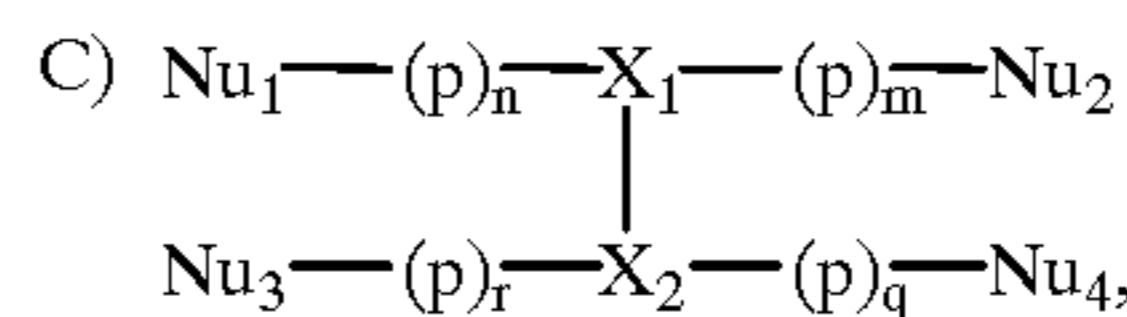 C) Nu₁—(p)ₙ—X₁—(p)ₘ—Nu₂
Nu₃—(p)ᵣ—X₂—(p)q—Nu₄,